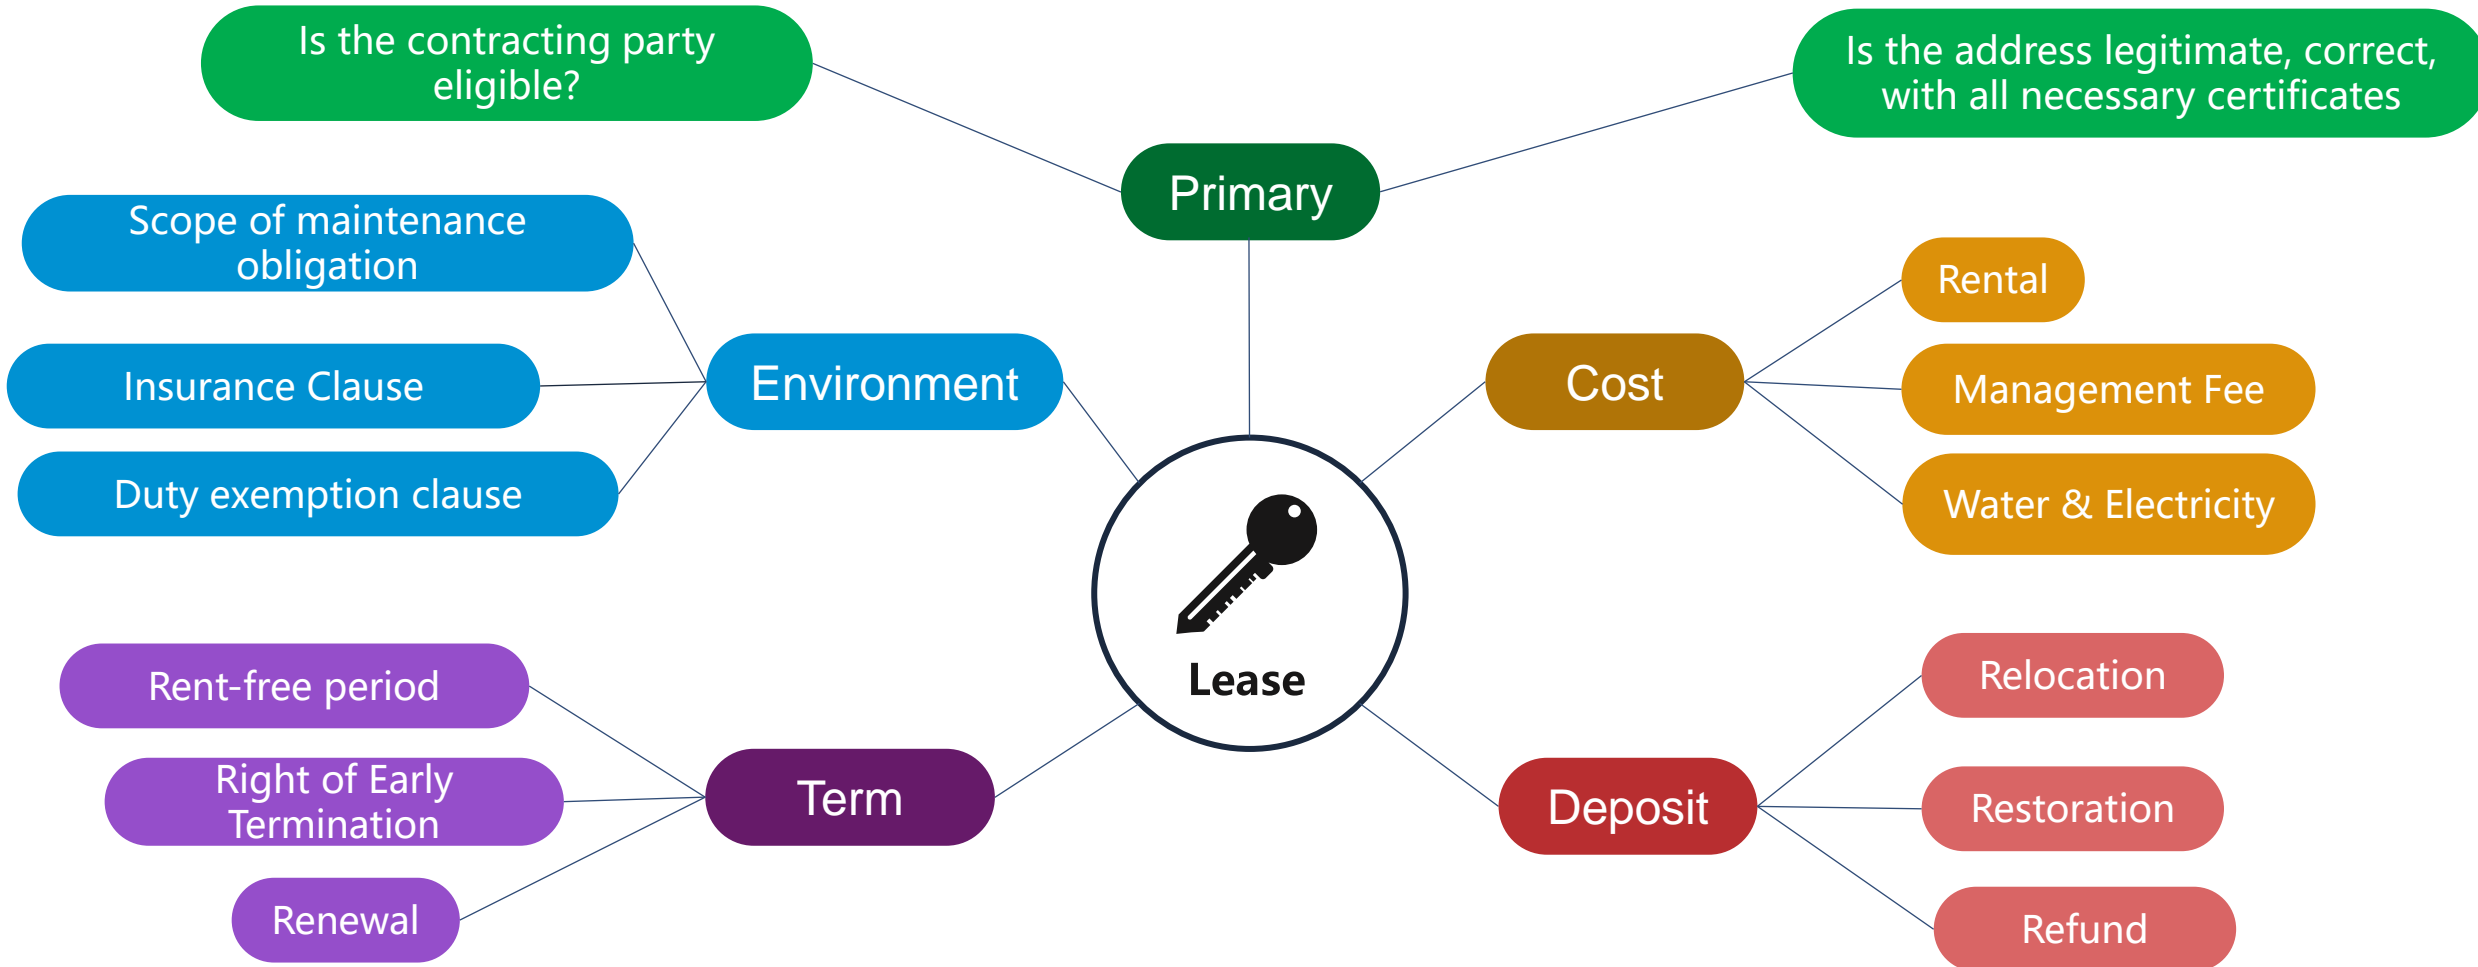 Is the contracting party
eligible?
Is the address legitimate, correct,
with all necessary certificates
Primary
Scope of maintenance
obligation
Insurance Clause
Duty exemption clause
Environment
Cost
Rental
Management Fee
Water & Electricity
Lease
Rent-free period
Right of Early
Termination
Renewal
Term
Deposit
Relocation
Restoration
Refund